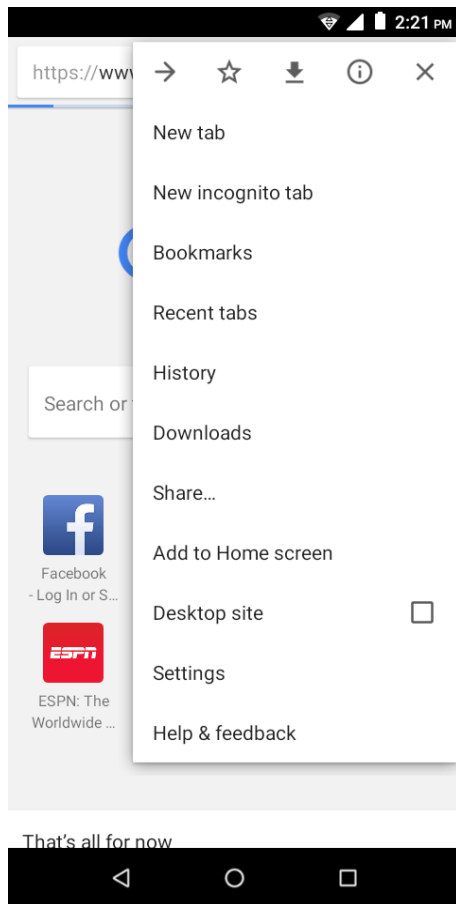 2:21 PM
https://www
New tab
New incognito tab
Bookmarks
Recent tabs
History
Search or
Downloads
Share...
Facebook
- Log In or S...
Add to Home screen
Desktop site
ESPN
ESPN: The
Worldwide ...
Settings
Help & feedback
That's all for now